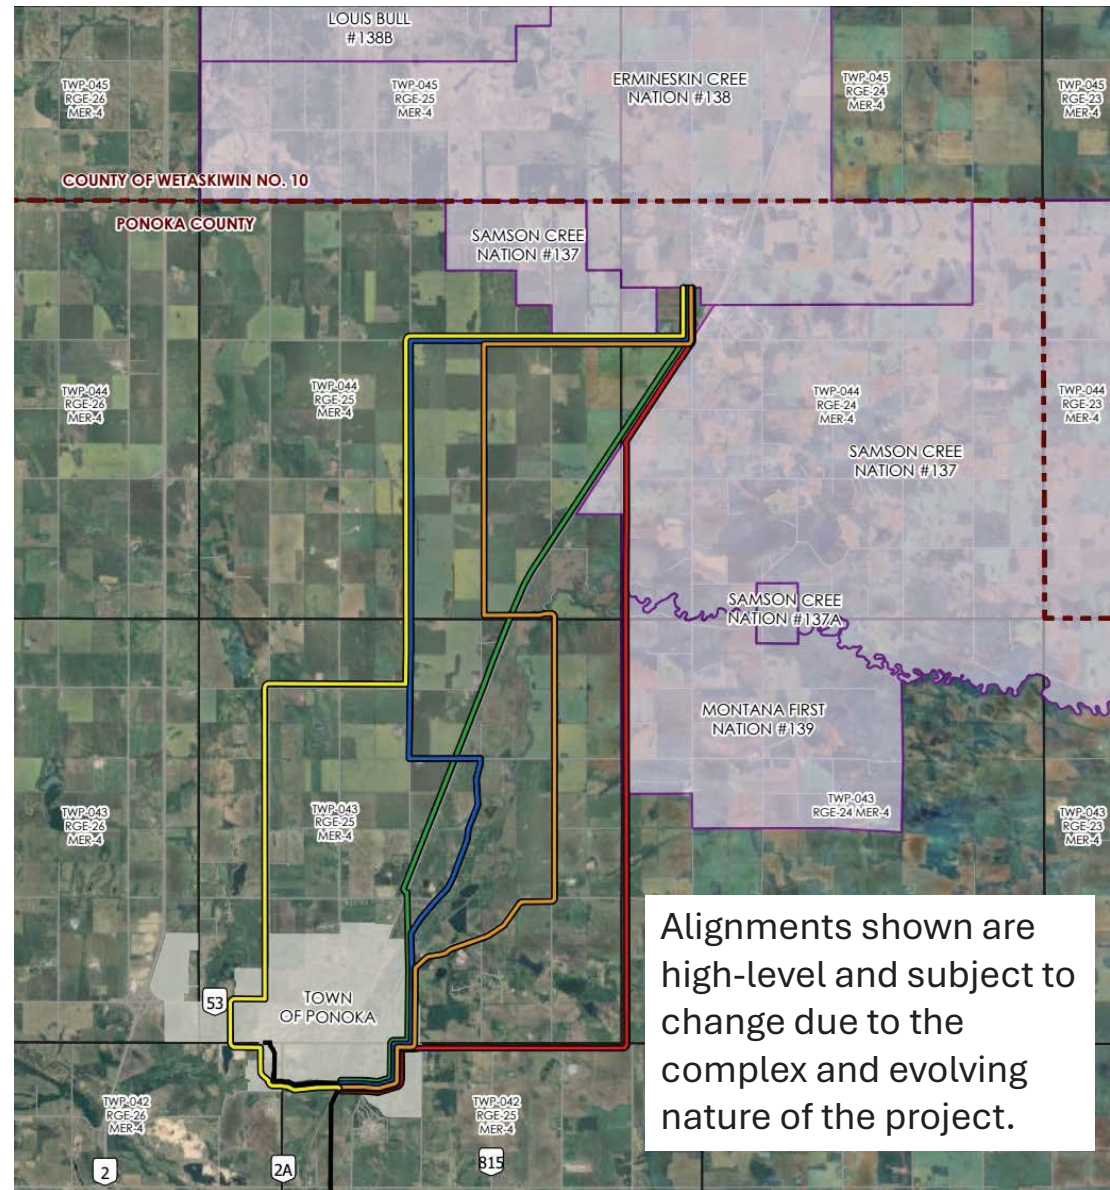 LOUIS BULL
#138B
TWP-045
RGE-26
MER-4
TWP-045
RGE-25
MER-4
ERMINESKIN CREE
NATION #138
TWP-045
RGE-24
MER-4
TWP-045
RGE-23
MER-4
COUNTY OF WETASKIWIN NO. 10
PONOKA COUNTY
SAMSON CREE
NATION #137
TWP-044
RGE-26
MER-4
TWP-044
RGE-25
MER-4
TWP-044
RGE-24
MER-4
TWP-044
RGE-23
MER-4
SAMSON CREE
NATION #137
SAMSON CREE
NATION #137A
MONTANA FIRST
NATION #139
TWP-043
RGE-26
MER-4
TWP-043
RGE-25
MER-4
TWP-043
RGE-24 MER-4
TWP-043
RGE-23
MER-4
Alignments shown are
high-level and subject to
change due to the
complex and evolving
nature of the project.
53
TOWN
OF PONOKA
TWP-042
RGE-26
MER-4
TWP-042
RGE-25
MER-4
2
2A
815